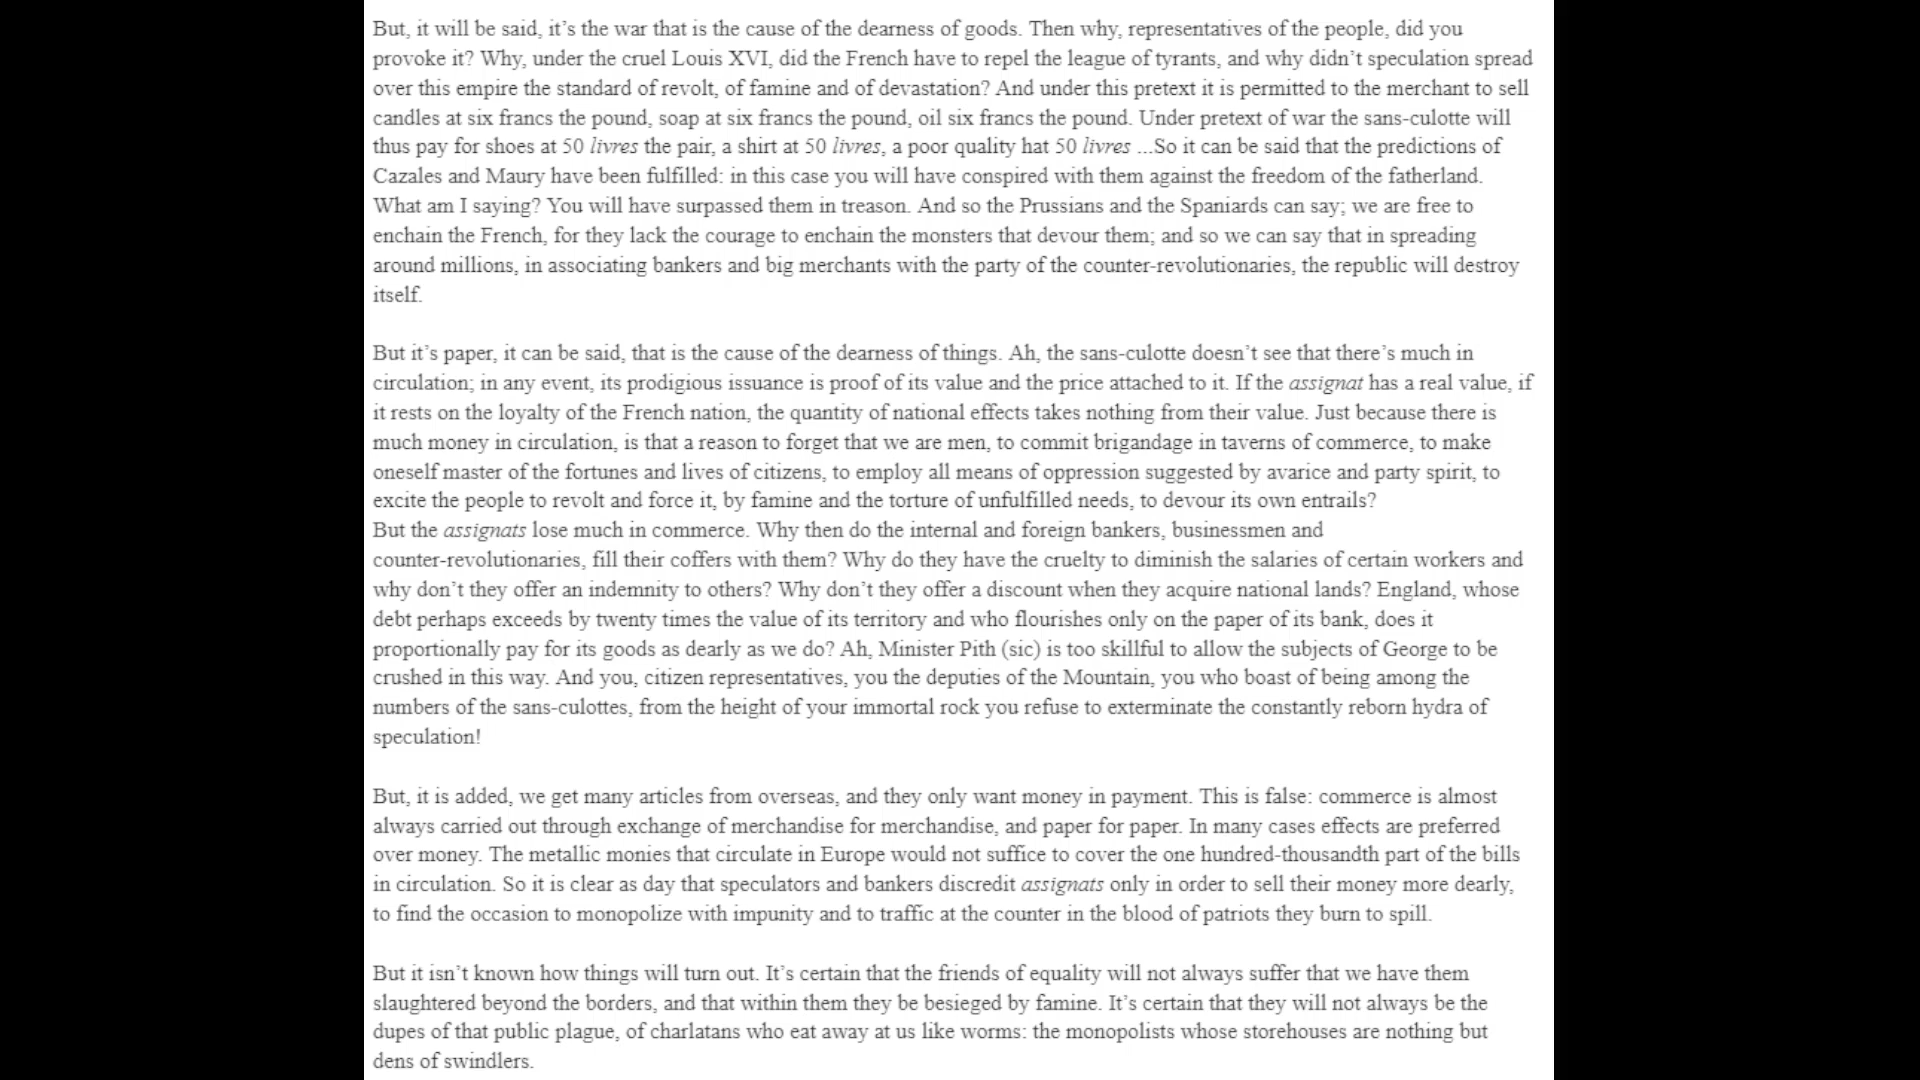 But, it will be said, it’s the war that is the cause of the dearness of goods. Then why, representatives of the people, did you
provoke it? Why, under the cruel Louis XVI, did the French have to repel the league of tyrants, and why didn’t speculation spread
over this empire the standard of revolt, of famine and of devastation? And under this pretext it is permitted to the merchant to sell
candles at six francs the pound, soap at six francs the pound, oil six francs the pound. Under pretext of war the sans-culotte will
thus pay for shoes at 50 livres the pair, a shirt at 50 livres, a poor quality hat 50 livres ...So it can be said that the predictions of
Cazales and Maury have been fulfilled: in this case you will have conspired with them against the freedom of the fatherland.
What am I saying? You will have surpassed them in treason. And so the Prussians and the Spaniards can say; we are free to
enchain the French, for they lack the courage to enchain the monsters that devour them; and so we can say that in spreading
around millions, in associating bankers and big merchants with the party of the counter-revolutionaries, the republic will destroy
itself.
But it’s paper, it can be said, that is the cause of the dearness of things. Ah, the sans-culotte doesn’t see that there’s much in
circulation; in any event, its prodigious issuance is proof of its value and the price attached to it. If the assignat has a real value, if
it rests on the loyalty of the French nation, the quantity of national effects takes nothing from their value. Just because there is
much money in circulation, is that a reason to forget that we are men, to commit brigandage in taverns of commerce, to make
oneself master of the fortunes and lives of citizens, to employ all means of oppression suggested by avarice and party spirit, to
excite the people to revolt and force it, by famine and the torture of unfulfilled needs, to devour its own entrails?
But the assignats lose much in commerce. Why then do the internal and foreign bankers, businessmen and
counter-revolutionaries, fill their coffers with them? Why do they have the cruelty to diminish the salaries of certain workers and
why don’t they offer an indemnity to others? Why don’t they offer a discount when they acquire national lands? England, whose
debt perhaps exceeds by twenty times the value of its territory and who flourishes only on the paper of its bank, does it
proportionally pay for its goods as dearly as we do? Ah, Minister Pith (sic) is too skillful to allow the subjects of George to be
crushed in this way. And you, citizen representatives, you the deputies of the Mountain, you who boast of being among the
numbers of the sans-culottes, from the height of your immortal rock you refuse to exterminate the constantly reborn hydra of
speculation!
But, it is added, we get many articles from overseas, and they only want money in payment. This is false: commerce is almost
always carried out through exchange of merchandise for merchandise, and paper for paper. In many cases effects are preferred
over money. The metallic monies that circulate in Europe would not suffice to cover the one hundred-thousandth part of the bills
in circulation. So it is clear as day that speculators and bankers discredit assignats only in order to sell their money more dearly,
to find the occasion to monopolize with impunity and to traffic at the counter in the blood of patriots they burn to spill.
But it isn’t known how things will turn out. It’s certain that the friends of equality will not always suffer that we have them
slaughtered beyond the borders, and that within them they be besieged by famine. It’s certain that they will not always be the
dupes of that public plague, of charlatans who eat away at us like worms: the monopolists whose storehouses are nothing but
dens of swindlers.